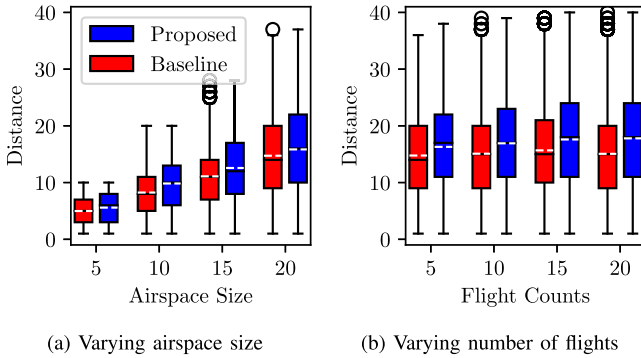 40
30
20
10
0
Distance
Proposed
Baseline
5 10 15 20
Airspace Size
(a) Varying airspace size
40
30
20
10
0
Distance
5 10 15 20
Flight Counts
(b) Varying number of flights